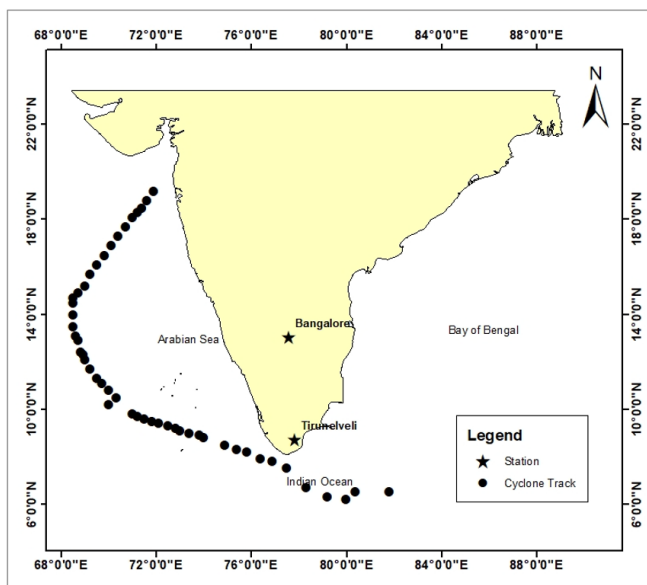 68°0'0"E 72°0'0"E 76°0'0"E 80°0'0"E 84°0'0"E 88°0'0"E
N
22°0'0"N 22°0'0"N
18°0'0"N 18°0'0"N
Bangalore
14°0'0"N 14°0'0"N
Arabian Sea Bay of Bengal
10°0'0"N 10°0'0"N
Tirunelveli
Legend
Station
Indian Ocean
Cyclone Track
6°0'0"N 6°0'0"N
68°0'0"E 72°0'0"E 76°0'0"E 80°0'0"E 84°0'0"E 88°0'0"E